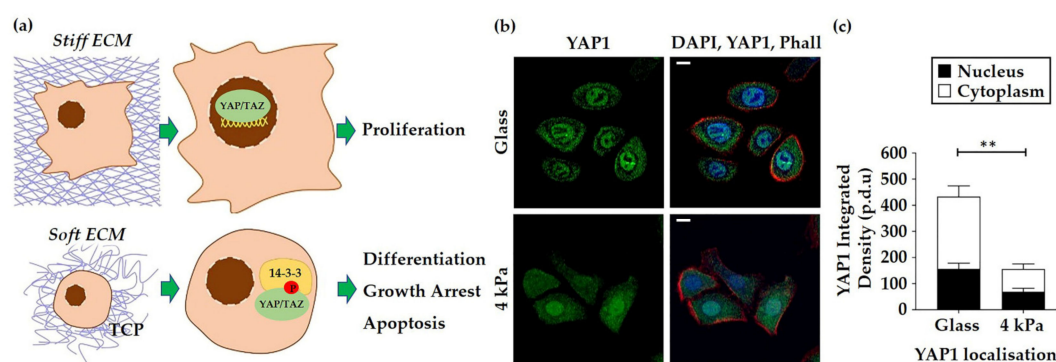 (a)
Stiff ECM
YAP/TAZ
Proliferation
Soft ECM
TCP
14-3-3
P
YAP/TAZ
Differentiation
Growth Arrest
Apoptosis
(b)
YAP1
DAPI, YAP1, Phall
Glass
4 kPa
(c)
Nucleus
Cytoplasm
**
600
500
400
300
200
100
0
YAP1 Integrated
Density (p.d.u)
Glass 4 kPa
YAP1 localisation